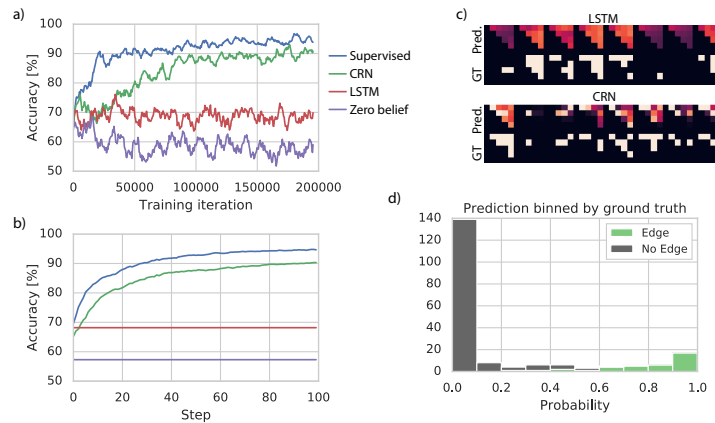 a)
100
90
80
70
60
50
Accuracy [%]
0 50000 100000 150000 200000
Training iteration
Supervised
CRN
LSTM
Zero belief
b)
100
90
80
70
60
50
Accuracy [%]
0 20 40 60 80 100
Step
c)
LSTM
Pred.
GT
CRN
Pred.
GT
d)
Prediction binned by ground truth
140
120
100
80
60
40
20
0
Edge
No Edge
0.0 0.2 0.4 0.6 0.8 1.0
Probability